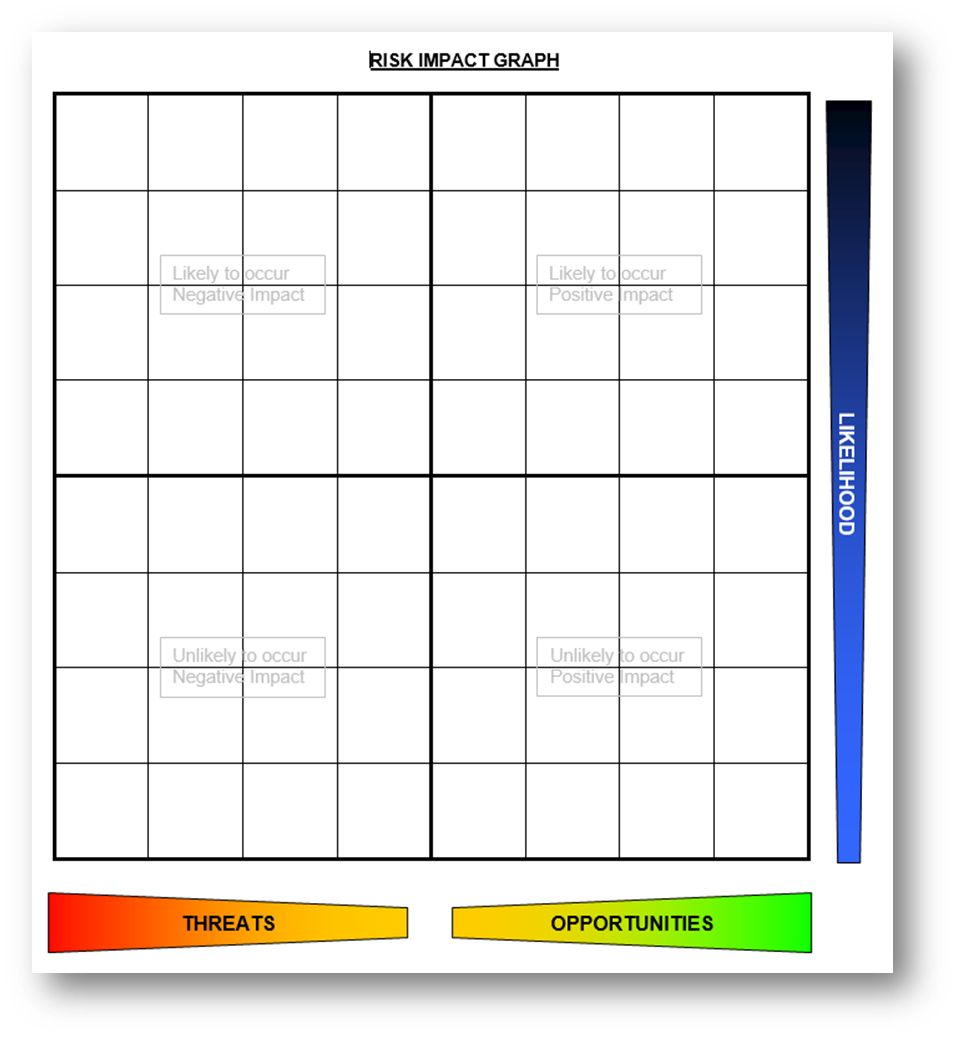 RISK IMPACT GRAPH
Likely to occur
Negative Impact
Likely to occur
Positive Impact
LIKELIHOOD
Unlikely to occur
Negative Impact
Unlikely to occur
Positive Impact
THREATS
OPPORTUNITIES